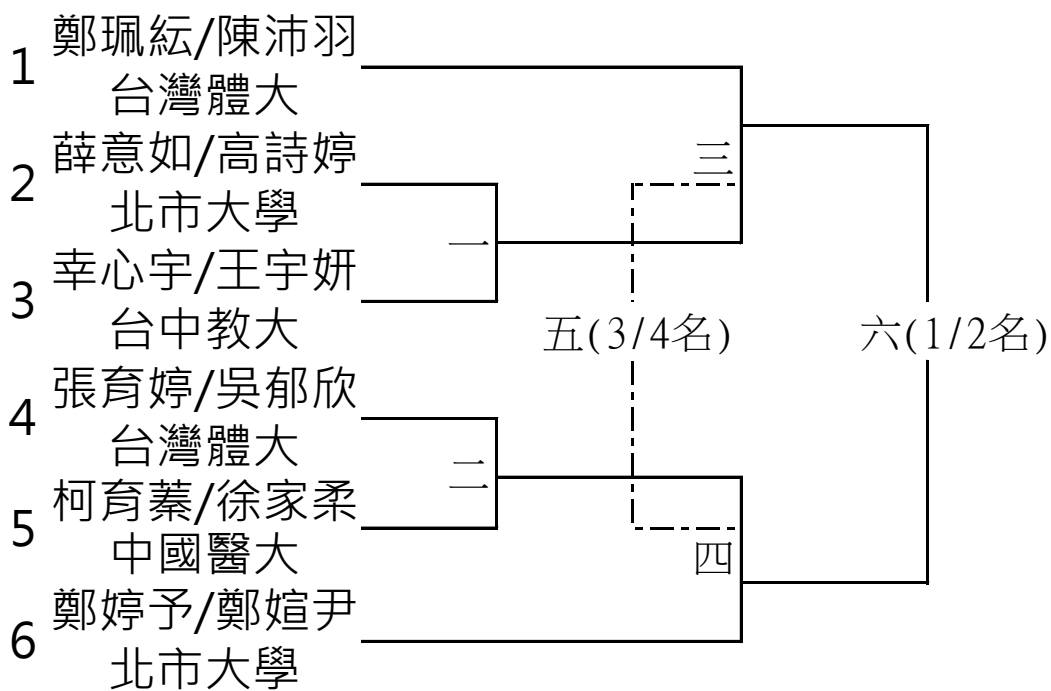 1
鄭珮紜/陳沛羽
台灣體大
2
薛意如/高詩婷
北市大學
3
幸心宇/王宇妍
台中教大
4
張育婷/吳郁欣
台灣體大
5
柯育蓁/徐家柔
中國醫大
6
鄭婷予/鄭媗尹
北市大學
一
二
三
四
五(3/4名)
六(1/2名)